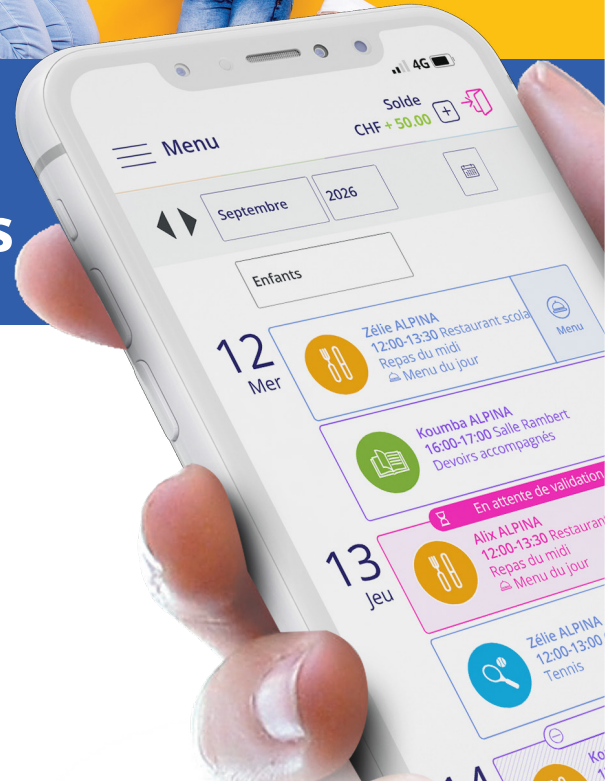 s
4G
Solde
CHF + 50.00
Menu
Septembre
2026
Enfants
12
Mer
Zélie ALPINA
12:00-13:30 Restaurant scola
Repas du midi
Menu du jour
Menu
Koumba ALPINA
16:00-17:00 Salle Rambert
Devoirs accompagnés
En attente de validation
13
Jeu
Alix ALPINA
12:00-13:30 Restaurant
Repas du midi
Menu du jour
Zélie ALPINA
12:00-13:00
Tennis